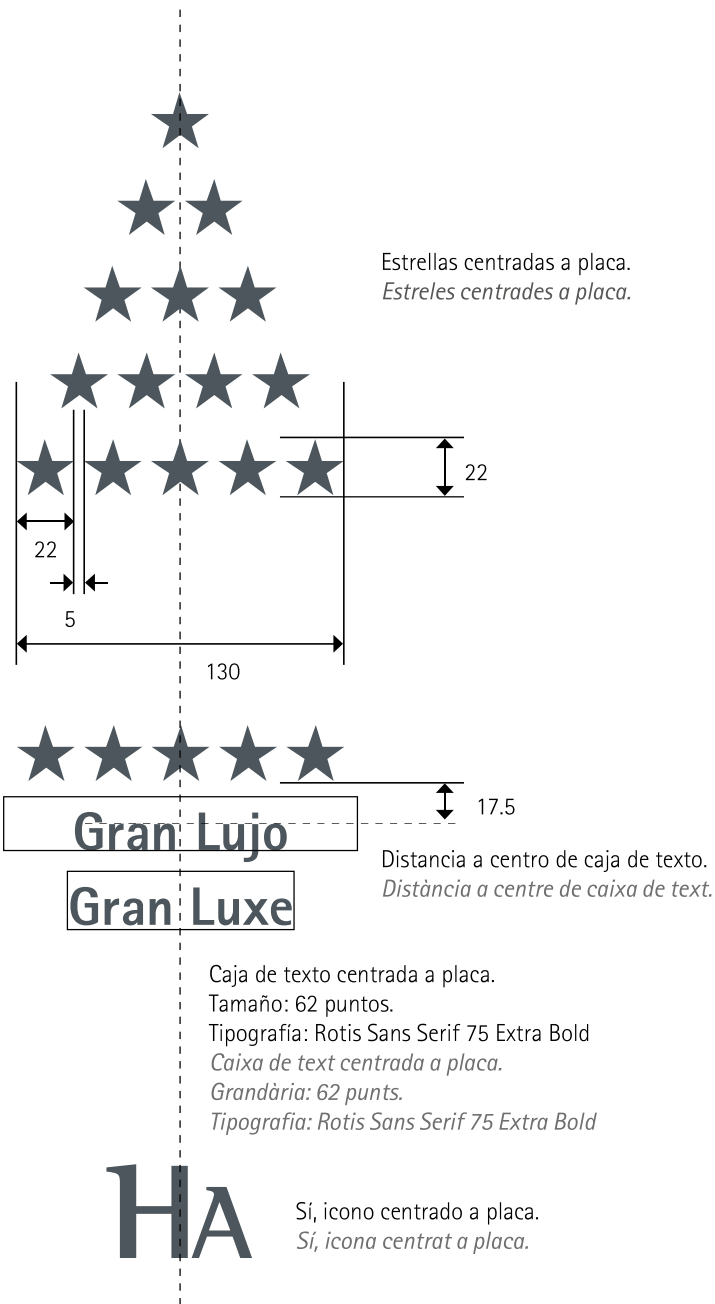 Estrellas centradas a placa.
Estreles centrades a placa.
22
22
5
130
17.5
Gran Lujo
Distancia a centro de caja de texto.
Distància a centre de caixa de text.
Gran Luxe
Caja de texto centrada a placa.
Tamaño: 62 puntos.
Tipografía: Rotis Sans Serif 75 Extra Bold
Caixa de text centrada a placa.
Grandària: 62 punts.
Tipografia: Rotis Sans Serif 75 Extra Bold
HA
Sí, icono centrado a placa.
Sí, icona centrat a placa.